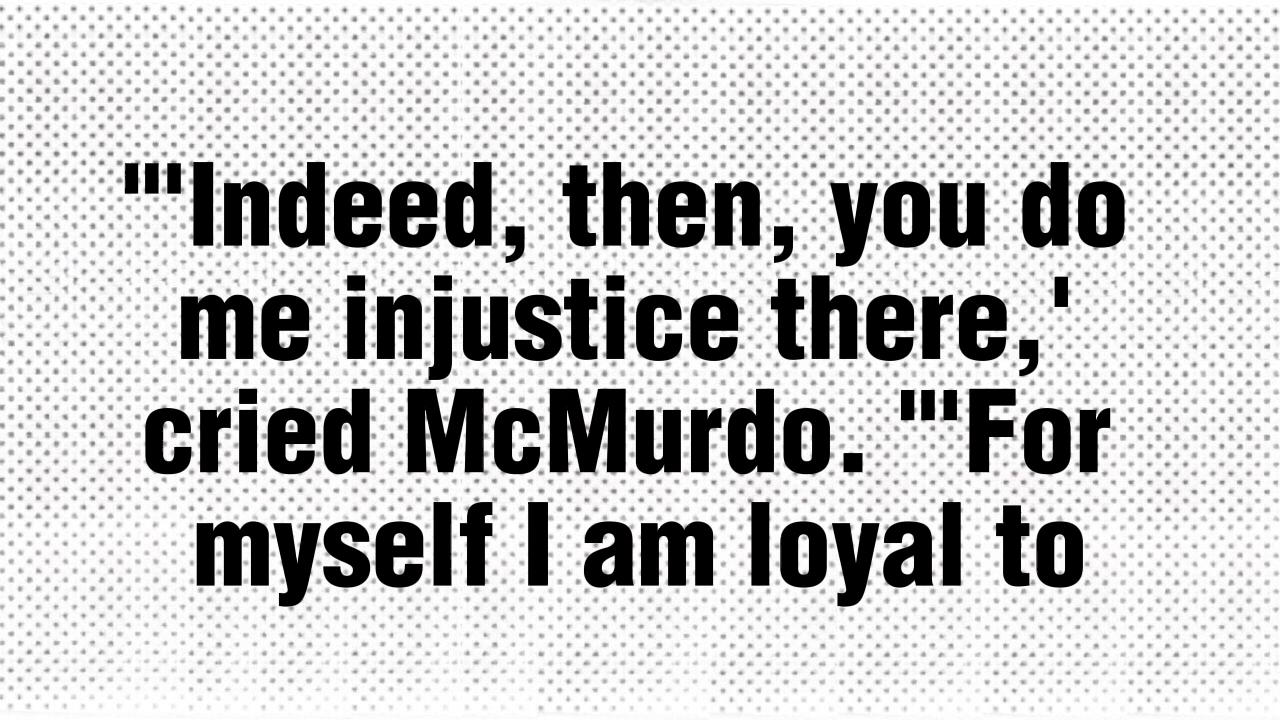 "'Indeed, then, you do
me injustice there,'
cried McMurdo. "'For
myself I am loyal to